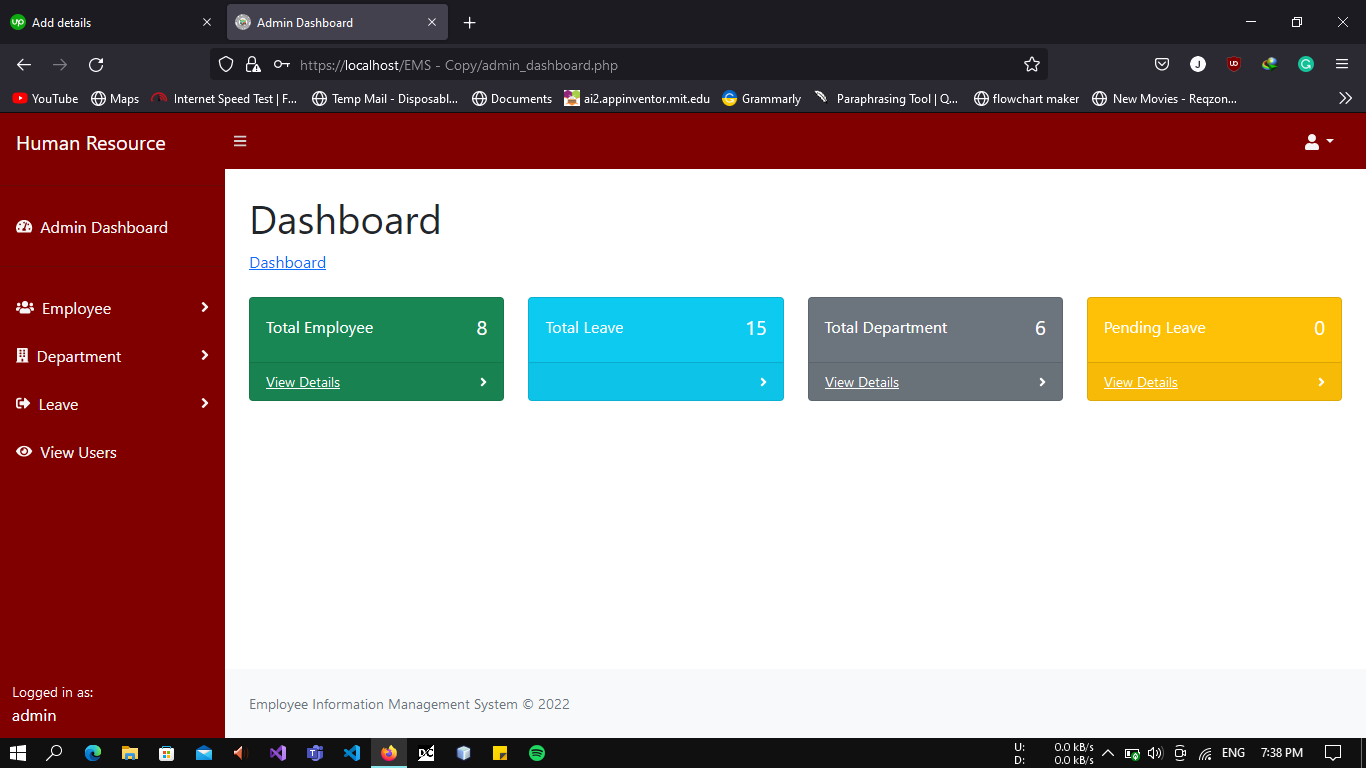 Add details
Admin Dashboard
https://localhost/EMS - Copy/admin_dashboard.php
J
YouTube
Maps
Internet Speed Test | F...
Temp Mail - Disposabl...
Documents
ai2.appinventor.mit.edu
Grammarly
Paraphrasing Tool | Q...
flowchart maker
New Movies - Reqzon...
Human Resource
Admin Dashboard
Employee
Department
Leave
View Users
Logged in as:
admin
Dashboard
Dashboard
Total Employee 8
View Details
Total Leave 15
Total Department 6
View Details
Pending Leave 0
View Details
Employee Information Management System © 2022
U: 0.0 kB/s
D: 0.0 kB/s
ENG
7:38 PM